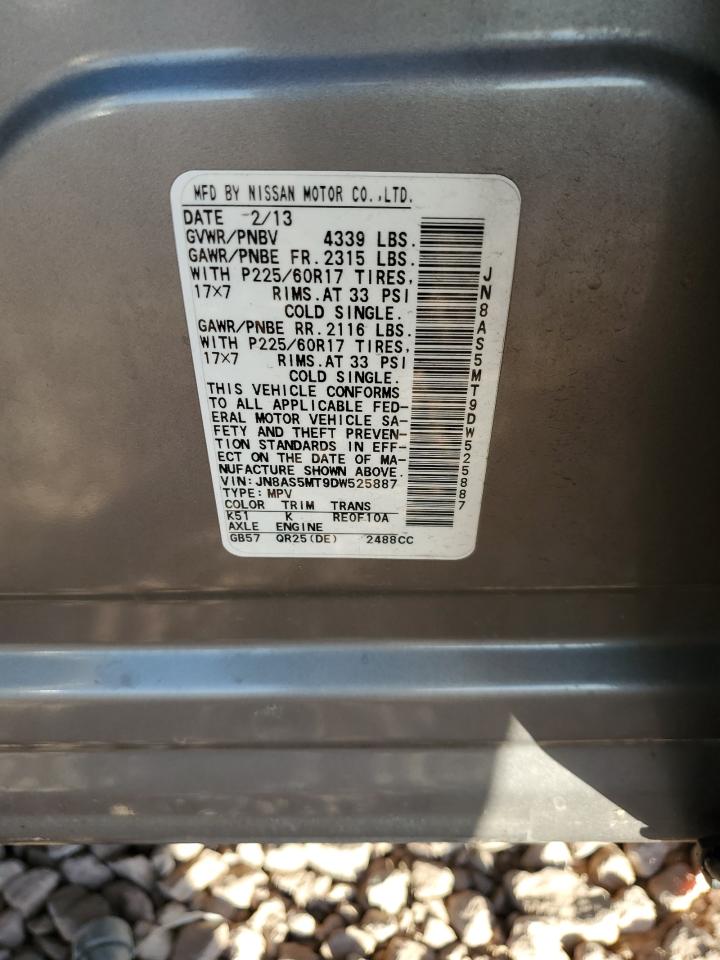 MFD BY NISSAN MOTOR CO.,LTD.
DATE 2/13
GVWR/PNBV 4339 LBS.
GAWR/PNBE FR. 2315 LBS.
WITH P225/60R17 TIRES,
17×7 RIMS. AT 33 PSI
COLD SINGLE.
GAWR/PNBE RR. 2116 LBS.
WITH P225/60R17 TIRES,
17×7 RIMS. AT 33 PSI
COLD SINGLE.
THIS VEHICLE CONFORMS
TO ALL APPLICABLE FED-
ERAL MOTOR VEHICLE SA-
FETY AND THEFT PREVEN-
TION STANDARDS IN EFF-
ECT ON THE DATE OF MA-
NUFACTURE SHOWN ABOVE.
VIN: JN8AS5MT9DW525887
TYPE: MPV
COLOR TRIM TRANS
K51 K RE0F10A
AXLE ENGINE
GB57 QR25(DE) 2488CC
JN8AS5MT9DW525887